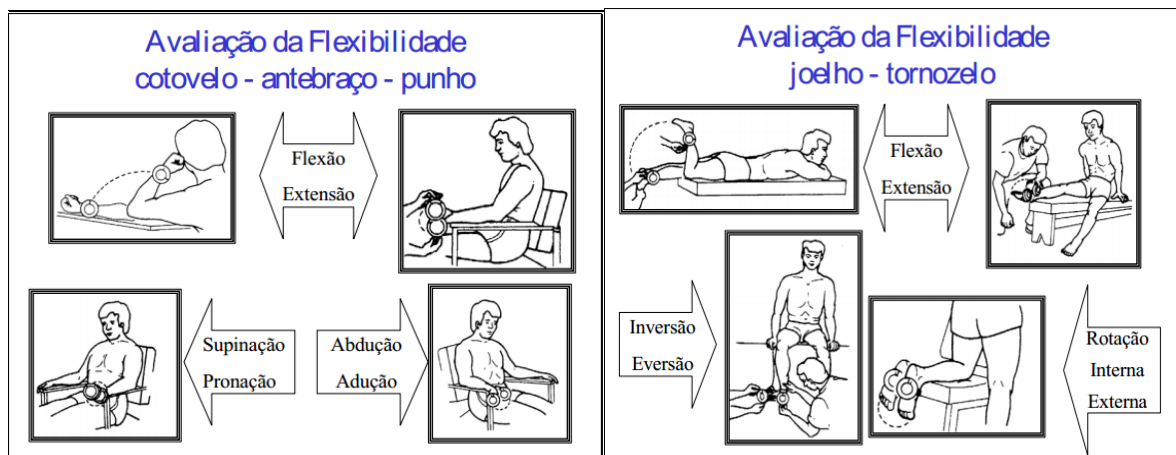 Avaliação da Flexibilidade
cotovelo - antebraço - punho
Flexão
Extensão
Supinação
Pronação
Abdução
Adução
Avaliação da Flexibilidade
joelho - tornozelo
Flexão
Extensão
Inversão
Eversão
Rotação
Interna
Externa